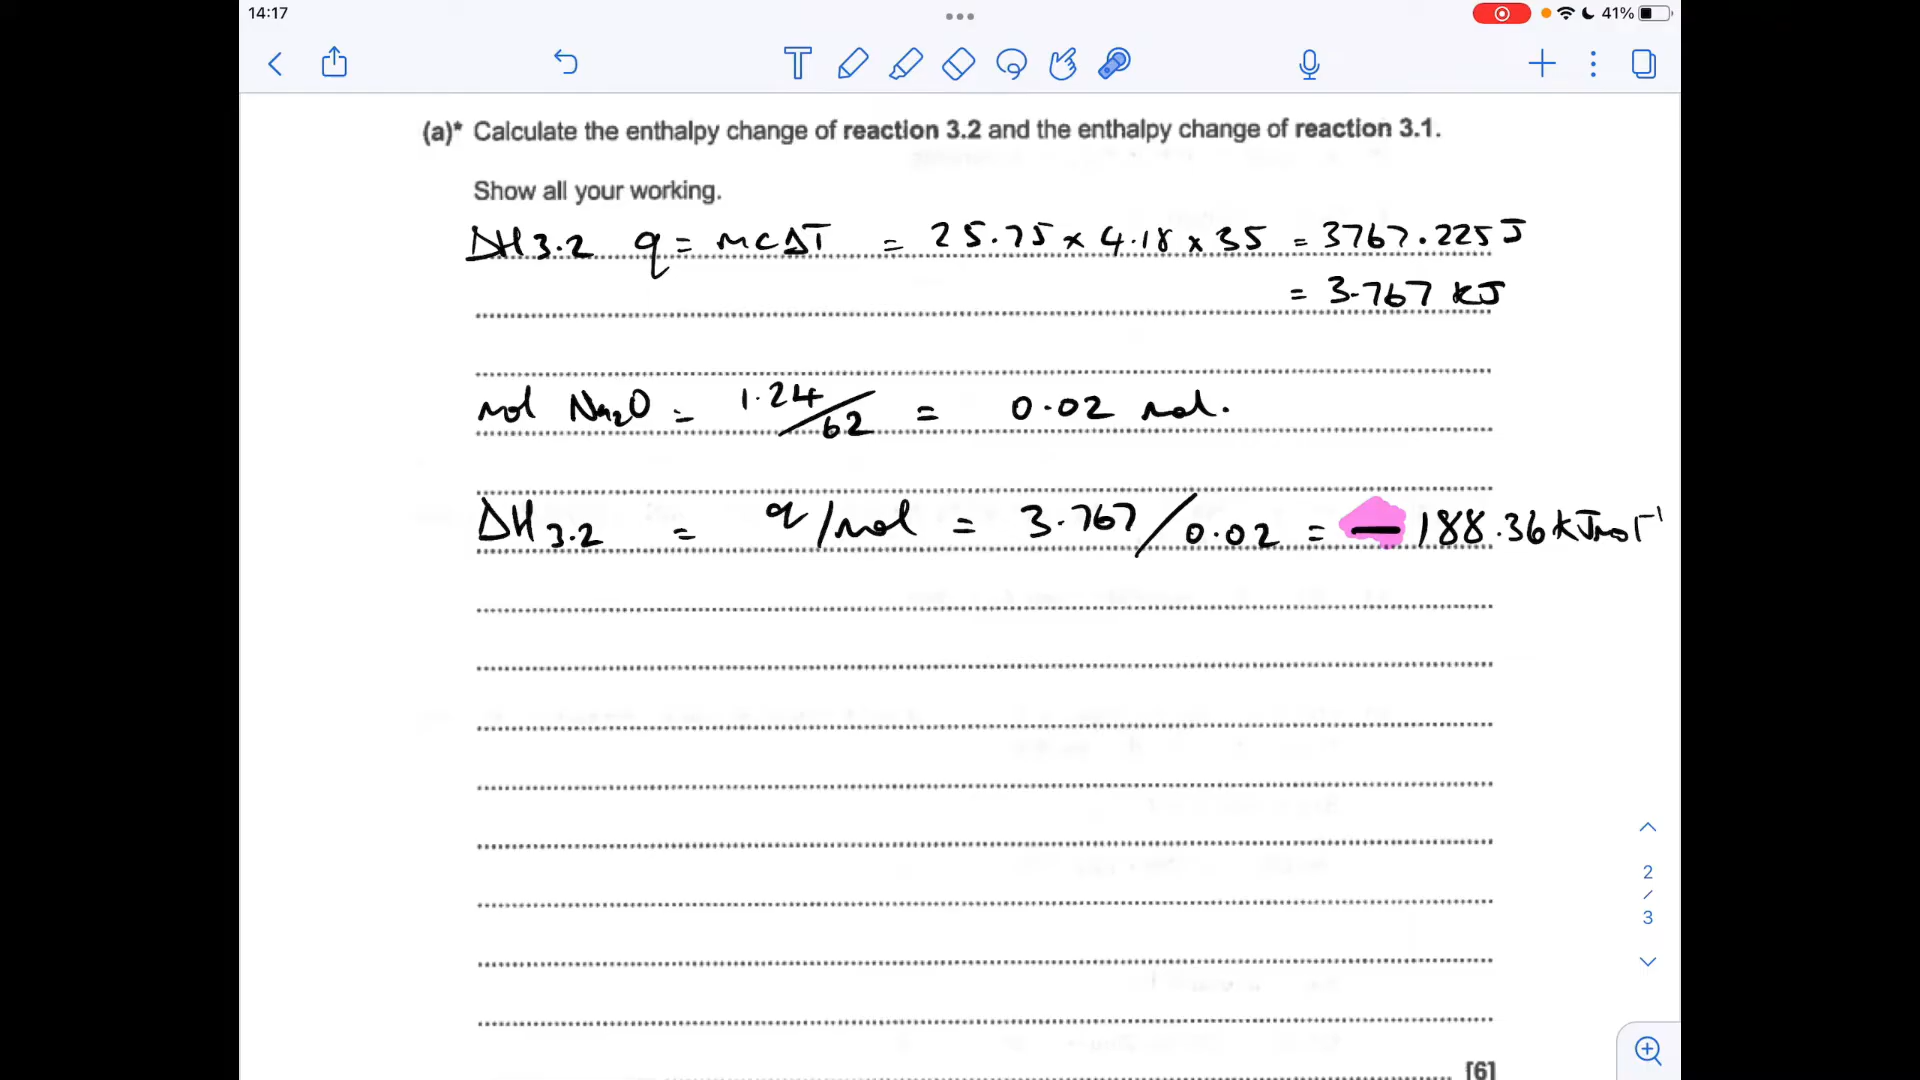 14:17
41%
(a)* Calculate the enthalpy change of reaction 3.2 and the enthalpy change of reaction 3.1.
Show all your working.
ΔH3.2 q = mcΔT = 25.75 × 4.18 × 35 = 3767.225 J
= 3.767 kJ
mol Na₂O = 1.24/62 = 0.02 mol.
ΔH3.2 = q/mol = 3.767/0.02 = − 188.36 kJmol⁻¹
2
/
3
[6]